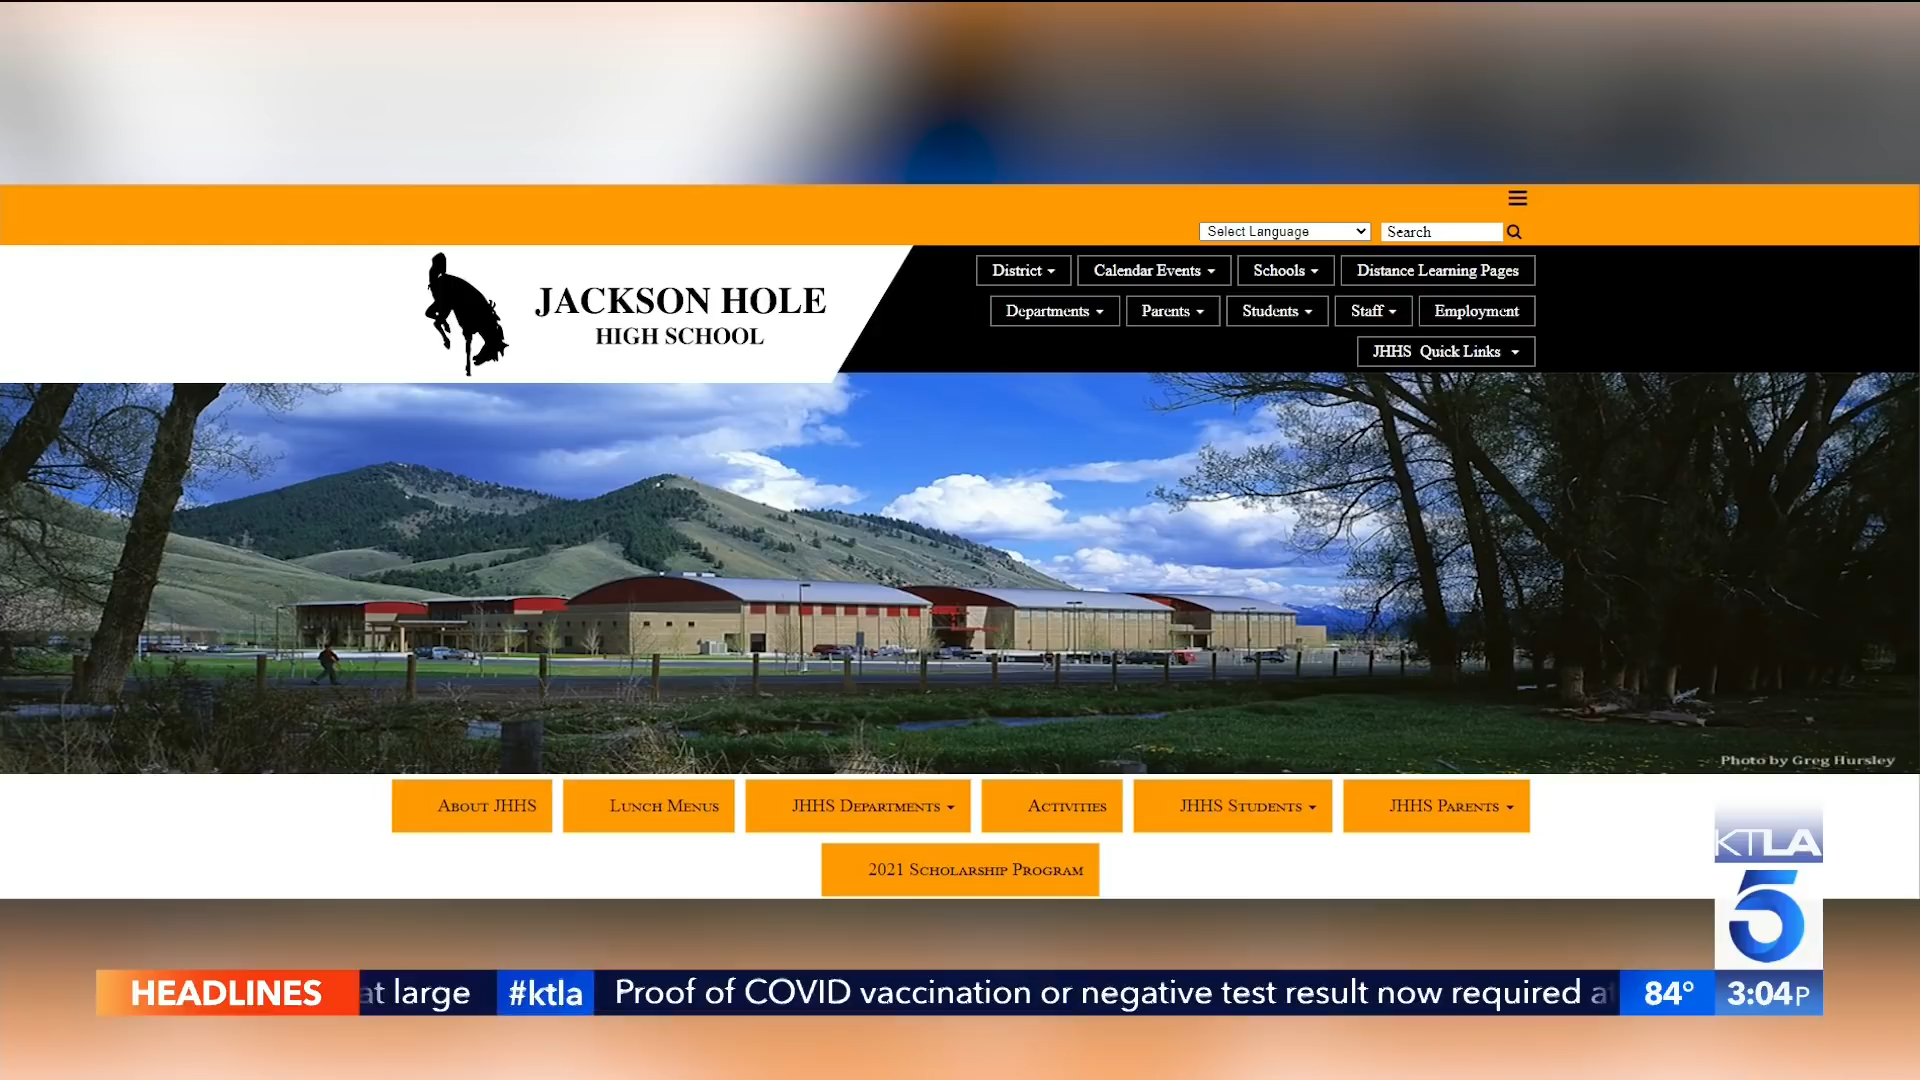 Select Language
Search
District
Calendar Events
Schools
Distance Learning Pages
JACKSON HOLE
HIGH SCHOOL
Departments
Parents
Students
Staff
Employment
JHHS Quick Links
Photo by Greg Hursley
About JHHS
Lunch Menus
JHHS Departments
Activities
JHHS Students
JHHS Parents
2021 Scholarship Program
KTLA
5
HEADLINES
at large
#ktla
Proof of COVID vaccination or negative test result now required at
84°
3:04P